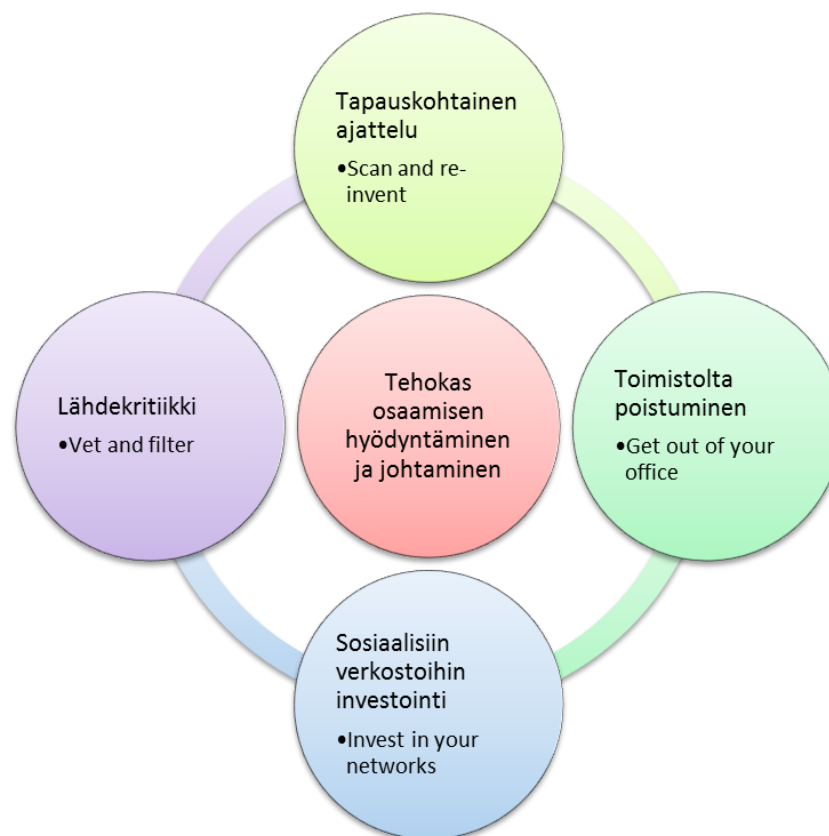 Tapauskohtainen
ajattelu
•Scan and re-
invent
Lähdekritiikki
•Vet and filter
Tehokas
osaamisen
hyödyntäminen
ja johtaminen
Toimistolta
poistuminen
•Get out of your
office
Sosiaalisiin
verkostoihin
investointi
•Invest in your
networks